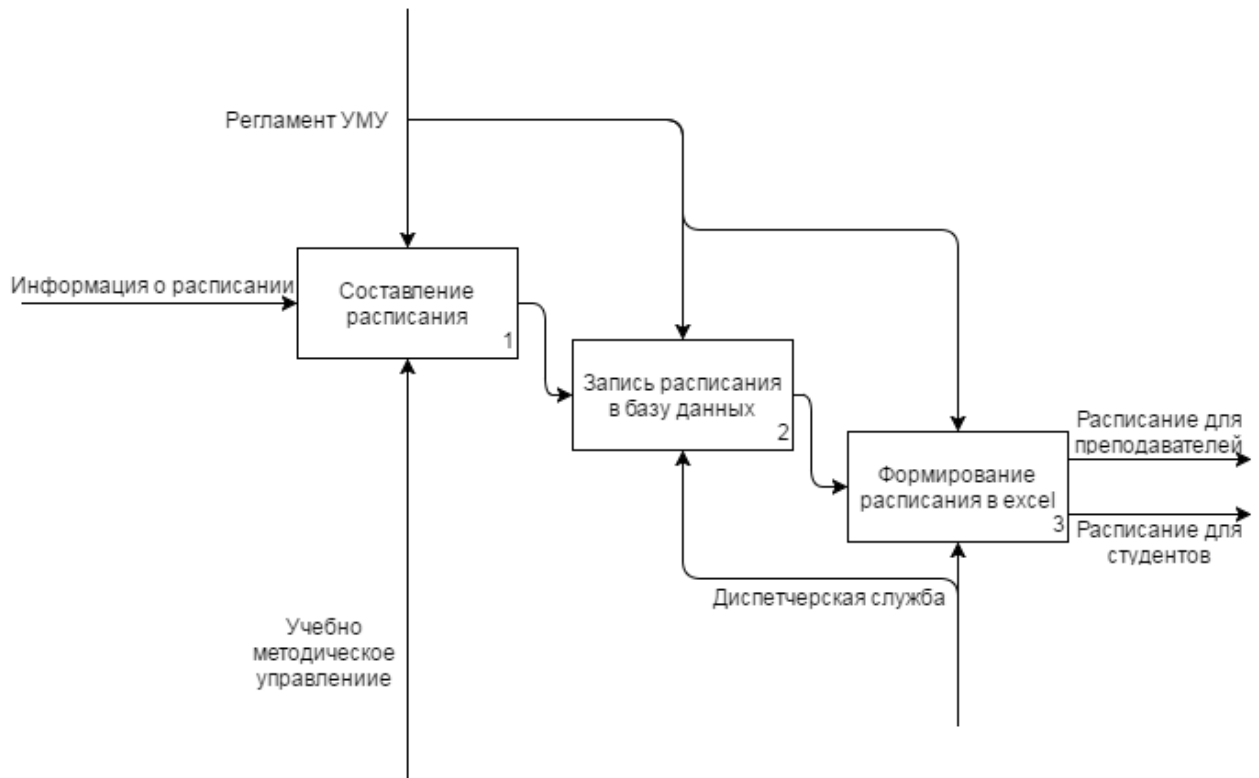 Регламент УМУ
Информация о расписании
Составление
расписания
1
Запись расписания
в базу данных
2
Формирование
расписания в excel
3
Расписание для
преподавателей
Расписание для
студентов
Диспетчерская служба
Учебно
методическое
управлениие